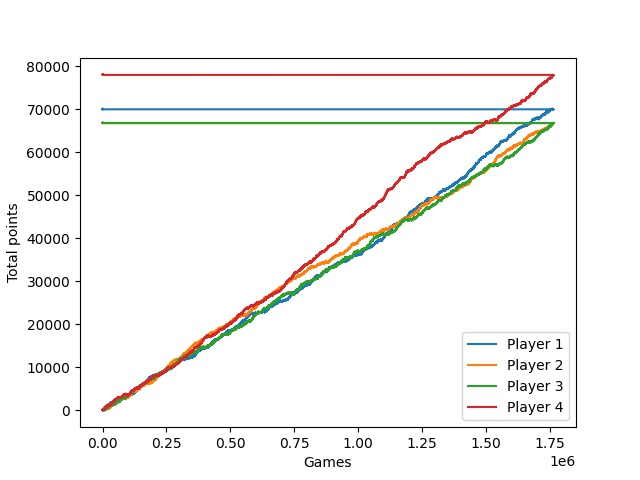 80000
70000
60000
50000
40000
30000
20000
10000
0
Total points
0.00 0.25 0.50 0.75 1.00 1.25 1.50 1.75
1e6
Games
Player 1
Player 2
Player 3
Player 4